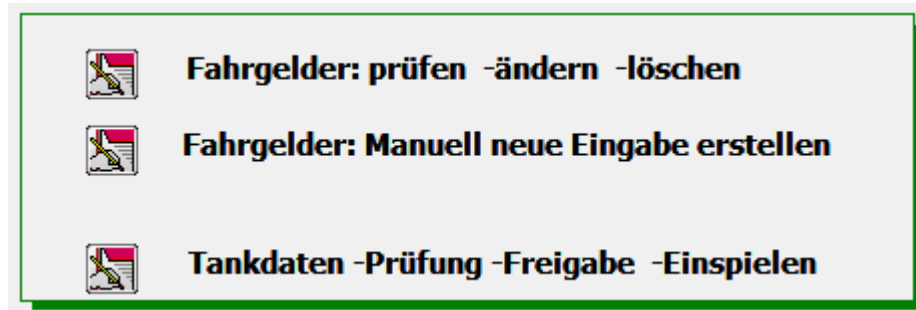 Fahrgelder: prüfen -ändern -löschen
Fahrgelder: Manuell neue Eingabe erstellen
Tankdaten -Prüfung -Freigabe -Einspielen